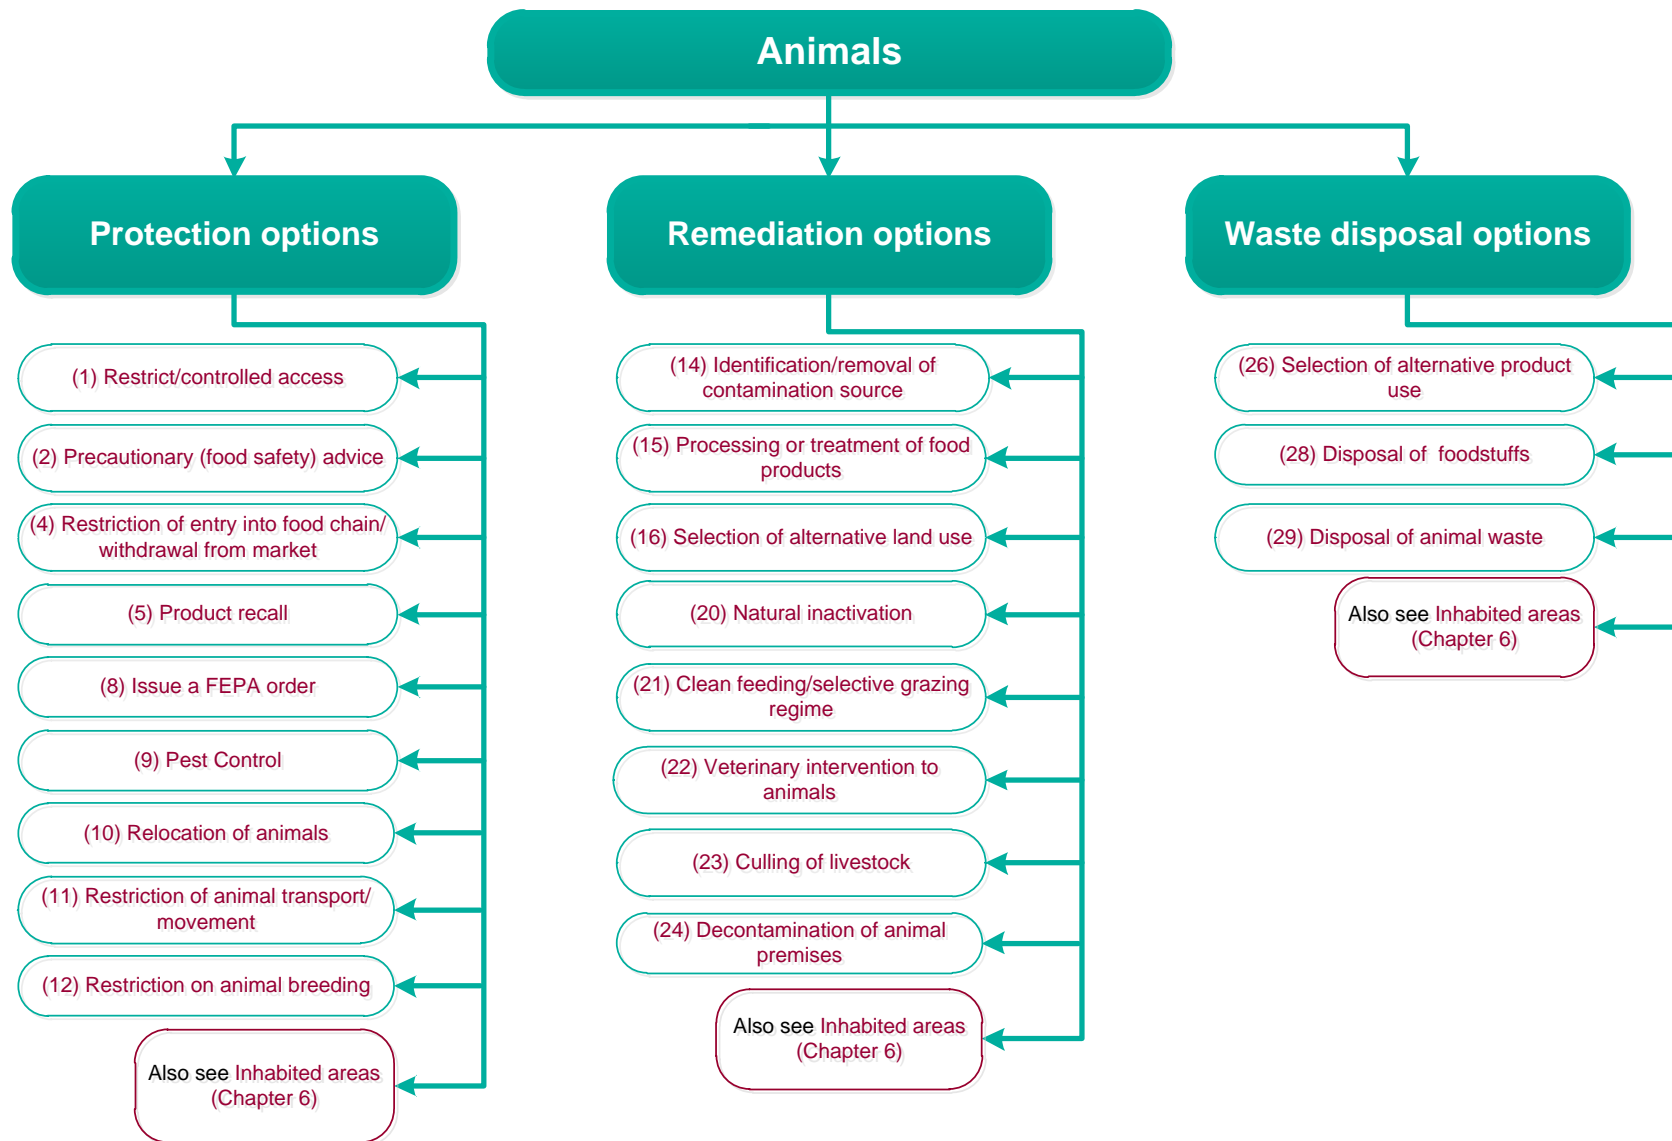 Animals
Protection options
(1) Restrict/controlled access
(2) Precautionary (food safety) advice
(4) Restriction of entry into food chain/
withdrawal from market
(5) Product recall
(8) Issue a FEPA order
(9) Pest Control
(10) Relocation of animals
(11) Restriction of animal transport/
movement
(12) Restriction on animal breeding
Also see Inhabited areas
(Chapter 6)
Remediation options
(14) Identification/removal of
contamination source
(15) Processing or treatment of food
products
(16) Selection of alternative land use
(20) Natural inactivation
(21) Clean feeding/selective grazing
regime
(22) Veterinary intervention to
animals
(23) Culling of livestock
(24) Decontamination of animal
premises
Also see Inhabited areas
(Chapter 6)
Waste disposal options
(26) Selection of alternative product
use
(28) Disposal of foodstuffs
(29) Disposal of animal waste
Also see Inhabited areas
(Chapter 6)